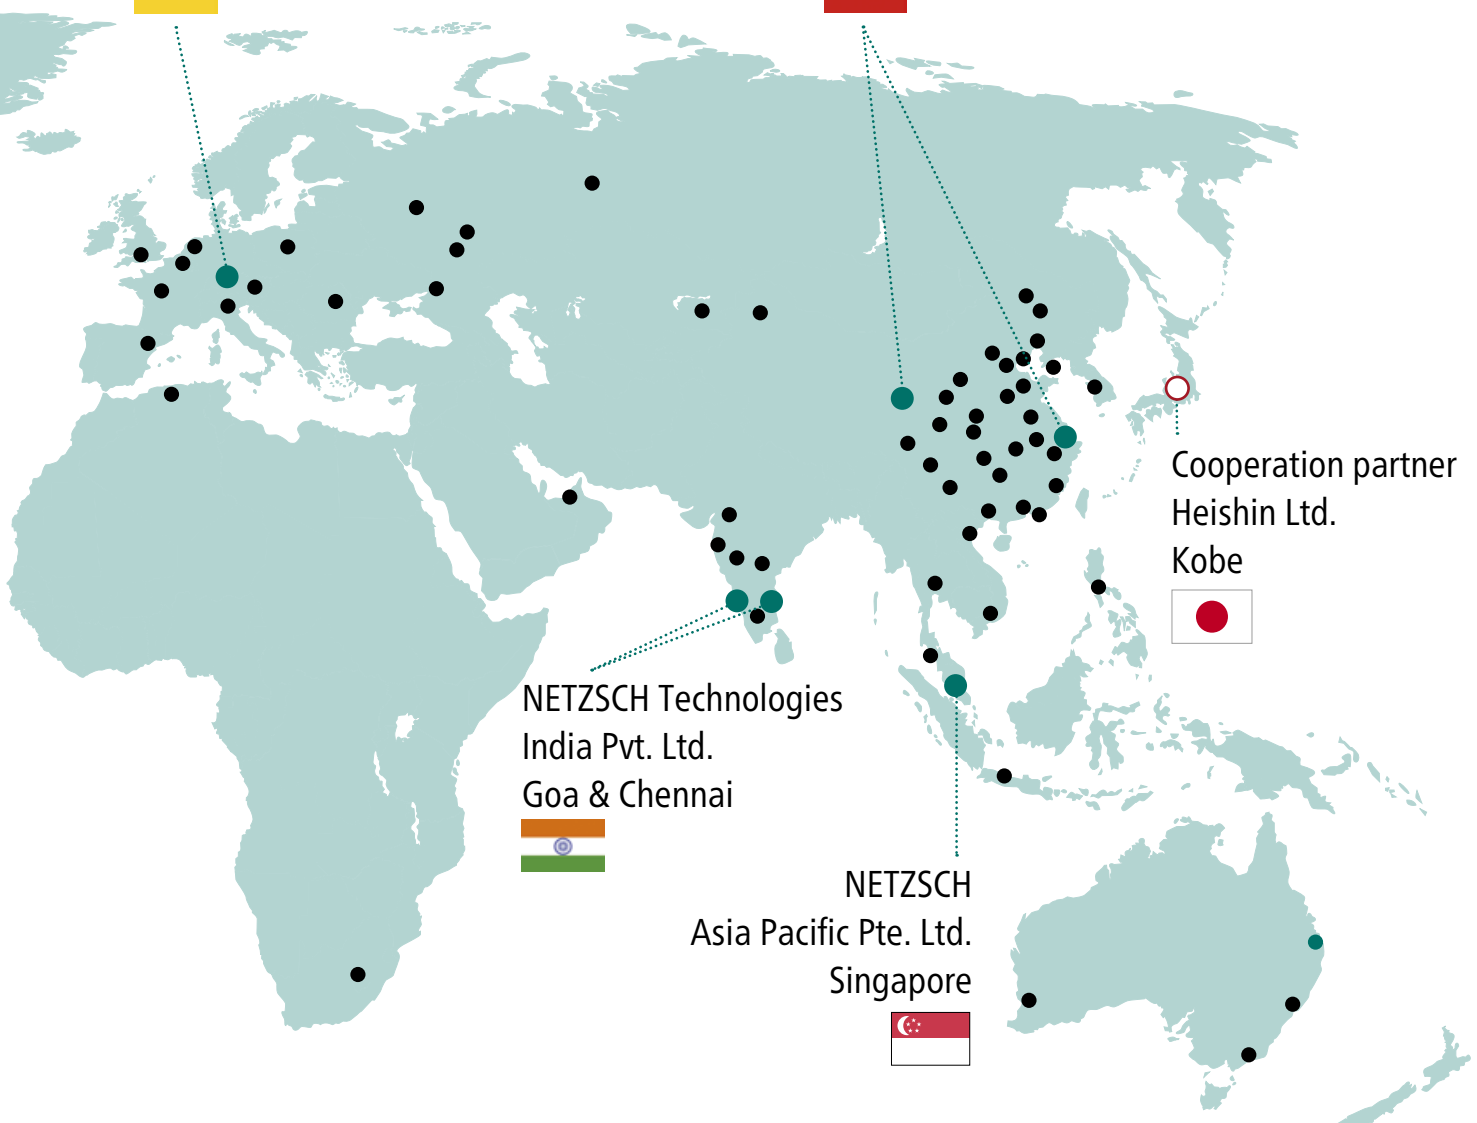 Cooperation partner
Heishin Ltd.
Kobe
NETZSCH Technologies
India Pvt. Ltd.
Goa & Chennai
NETZSCH
Asia Pacific Pte. Ltd.
Singapore